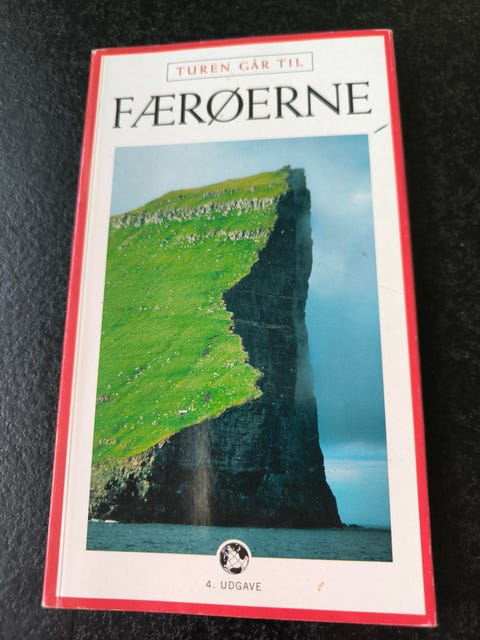 TUREN GÅR TIL
FÆRØERNE
4. UDGAVE